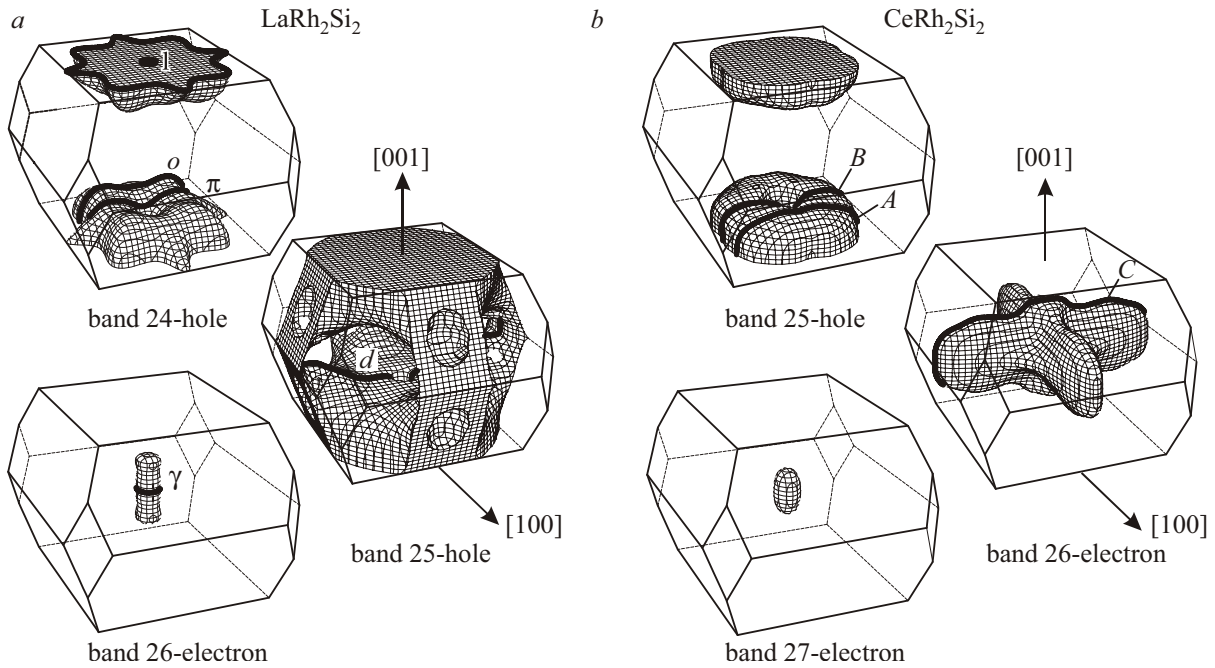 a
LaRh2Si2
l
o
π
[001]
band 24-hole
d
γ
[100]
band 25-hole
band 26-electron
b
CeRh2Si2
B
A
[001]
C
band 25-hole
[100]
band 26-electron
band 27-electron